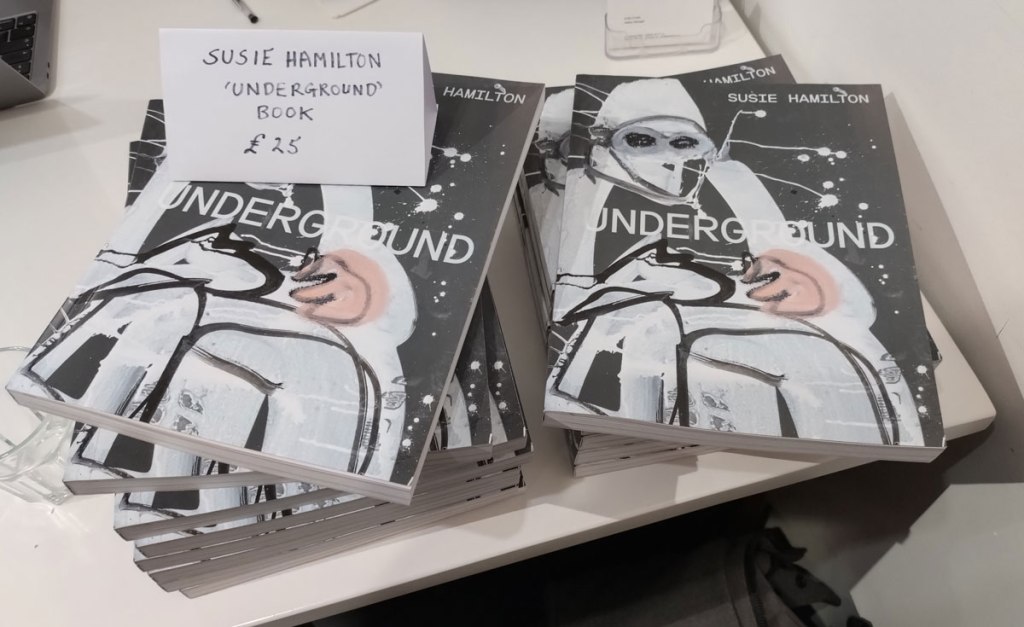 SUSIE HAMILTON
'UNDERGROUND'
BOOK
£25
HAMILTON
UNDERGROUND
HAMILTON
SUSIE HAMILTON
UNDERGROUND